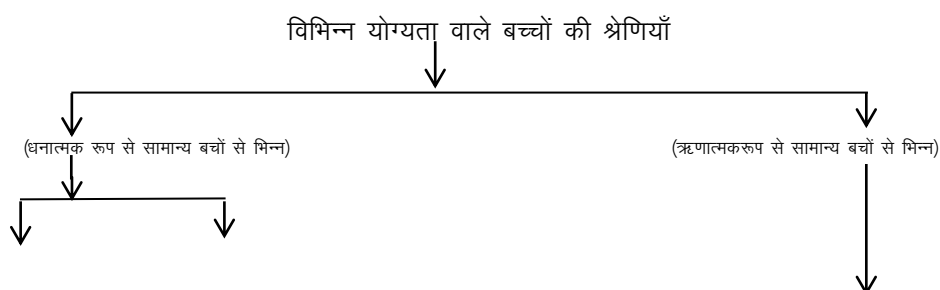 विभिन्न योग्यता वाले बच्चों की श्रेणियाँ
(धनात्मक रूप से सामान्य बचों से भिन्न)
(ऋणात्मकरूप से सामान्य बचों से भिन्न)